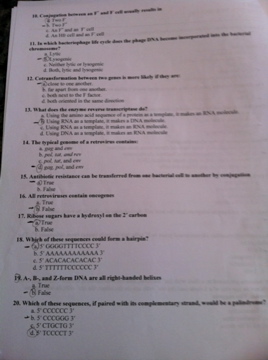 10. Conjugation between an F⁺ and F⁻ cell usually results in
a. Two F⁻
b. Two F⁺
c. An F⁺ and an F⁻ cell
d. An Hfr cell and an F⁻ cell
11. In which bacteriophage life cycle does the phage DNA become incorporated into the bacterial
chromosome?
a. Lytic
b. Lysogenic
c. Neither lytic or lysogenic
d. Both, lytic and lysogenic
12. Cotransformation between two genes is more likely if they are:
a. close to one another.
b. far apart from one another.
c. both next to the F factor.
d. both oriented in the same direction.
13. What does the enzyme reverse transcriptase do?
a. Using the amino acid sequence of a protein as a template, it makes an RNA molecule.
b. Using RNA as a template, it makes a DNA molecule.
c. Using RNA as a template, it makes an RNA molecule.
d. Using DNA as a template, it makes an RNA molecule.
14. The typical genome of a retrovirus contains:
a. gag and env
b. pol, tat, and rev
c. pol, tat, and env
d. gag, pol, and env
15. Antibiotic resistance can be transferred from one bacterial cell to another by conjugation
a. True
b. False
16. All retroviruses contain oncogenes
a. True
b. False
17. Ribose sugars have a hydroxyl on the 2' carbon
a. True
b. False
18. Which of these sequences could form a hairpin?
a. 5' GGGGTTTTCCCC 3'
b. 5' AAAAAAAAAAAA 3'
c. 5' ACACACACACAC 3'
d. 5' TTTTTTCCCCCC 3'
19. A-, B-, and Z-form DNA are all right-handed helixes
a. True
b. False
20. Which of these sequences, if paired with its complementary strand, would be a palindrome?
a. 5' CCCCCC 3'
b. 5' CCCGGG 3'
c. 5' CTGCTG 3'
d. 5' TCCCCT 3'